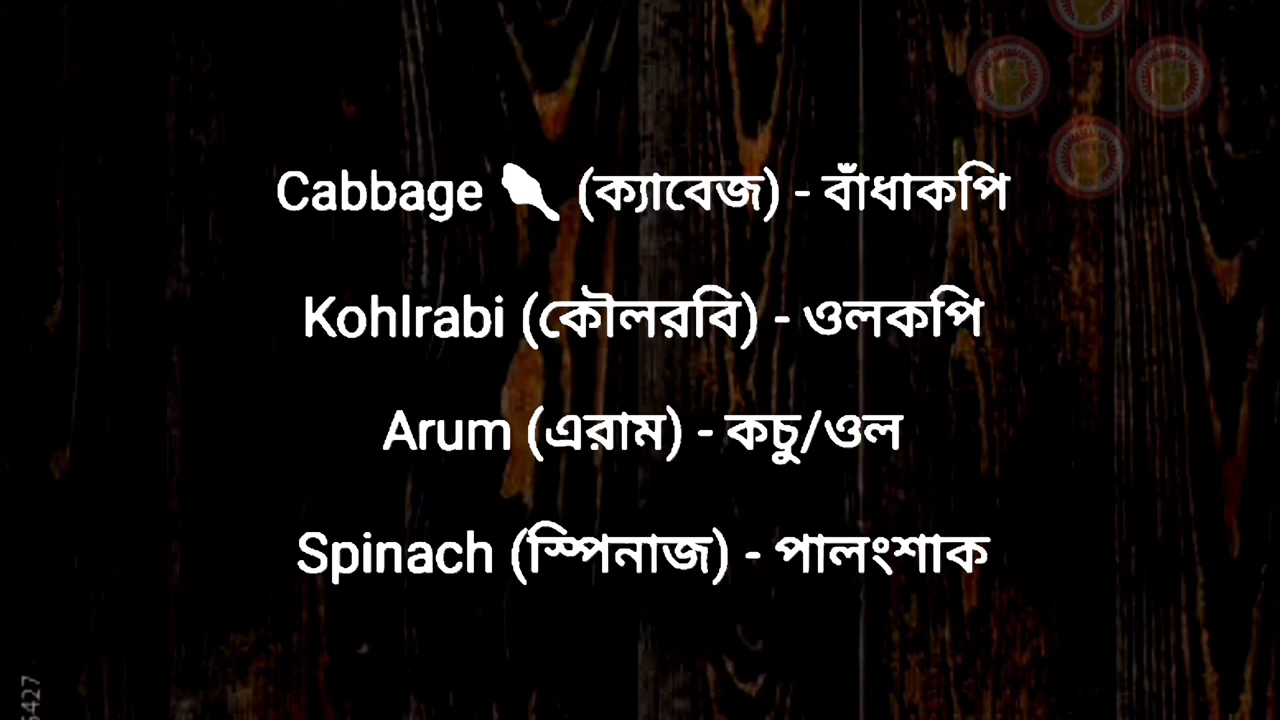 Cabbage (ক্যাবেজ) - বাঁধাকপি
Kohlrabi (কৌলরবি) - ওলকপি
Arum (এরাম) - কচু/ওল
Spinach (স্পিনাজ) - পালংশাক